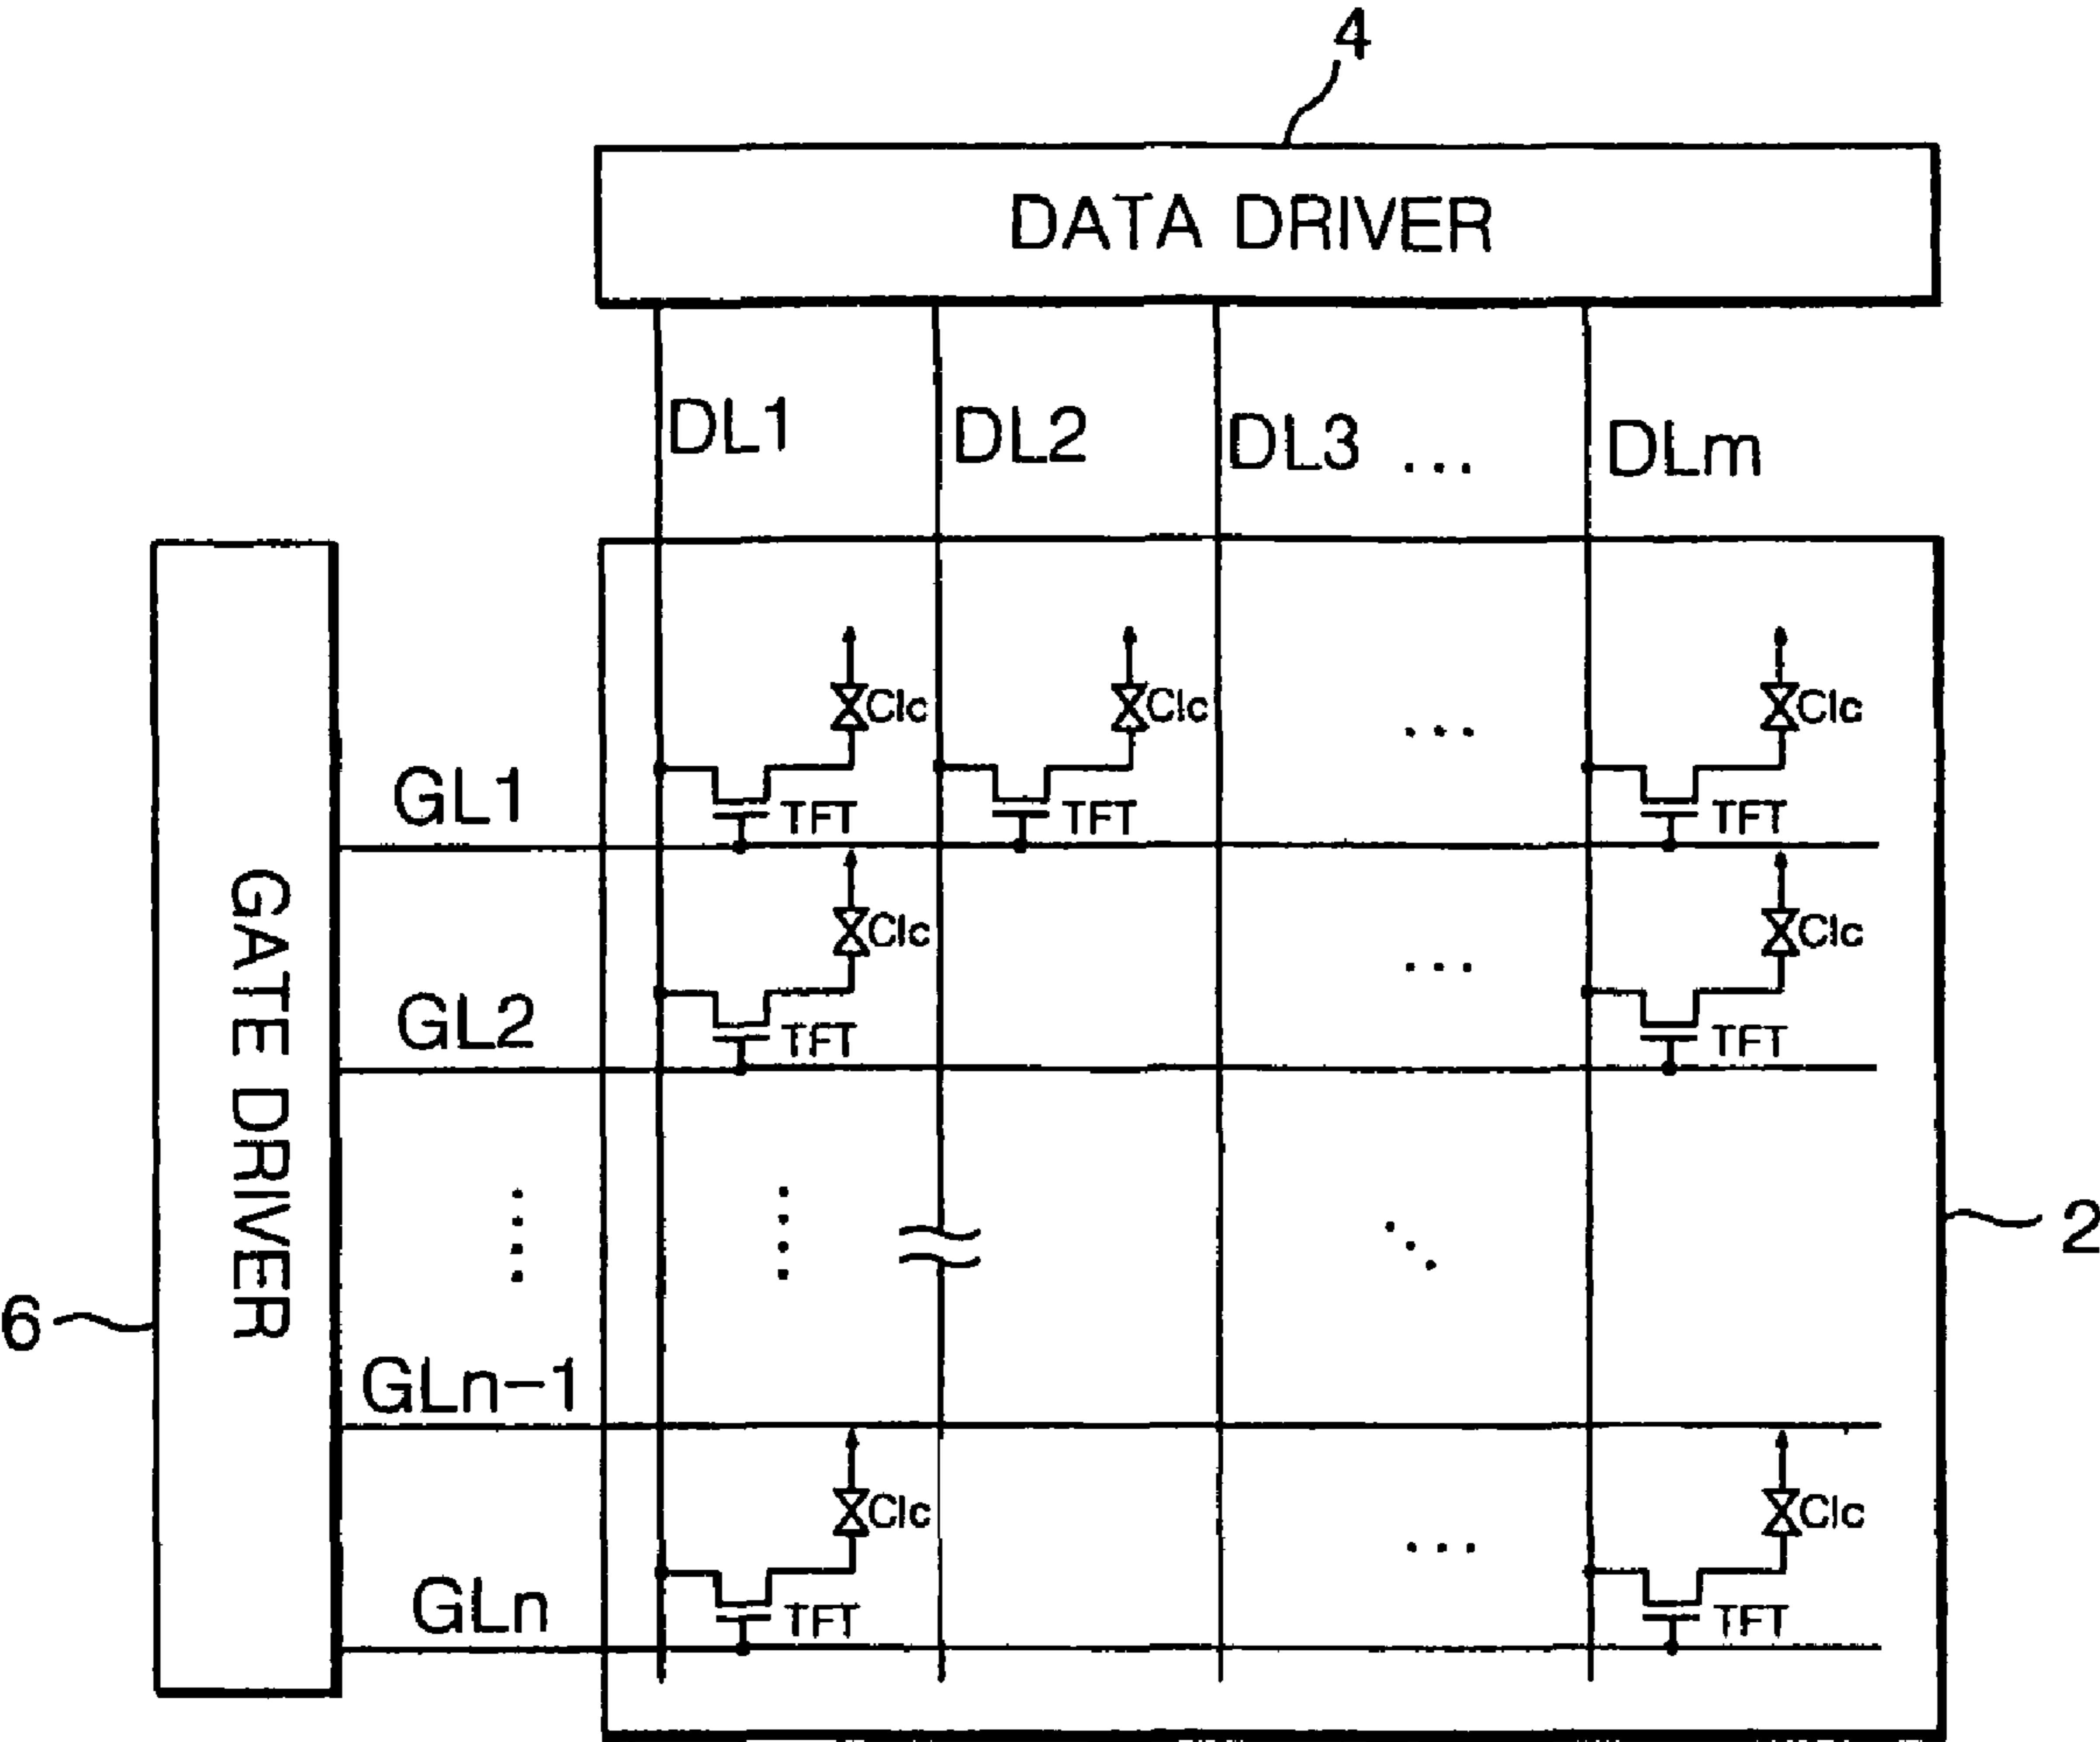 4
DATA DRIVER
DL1 DL2 DL3 ... DLm
Clc Clc ... Clc
GL1 TFT TFT TFT
Clc ... Clc
GL2 TFT TFT
GATE DRIVER
2
6
GLn-1
Clc ... Clc
GLn TFT TFT